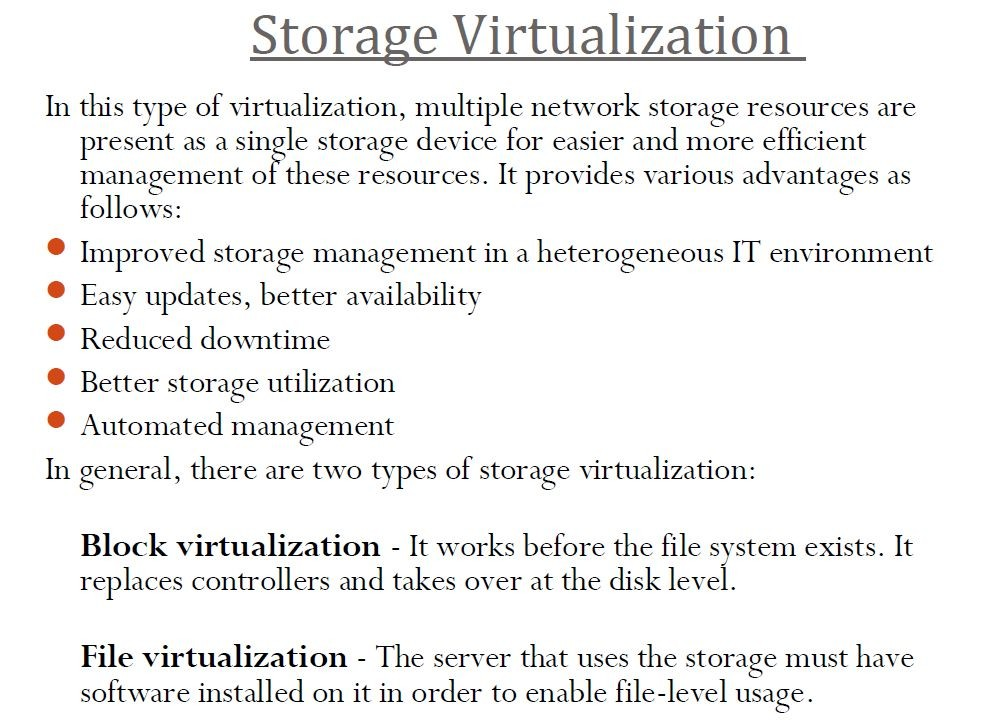 Storage Virtualization
In this type of virtualization, multiple network storage resources are
present as a single storage device for easier and more efficient
management of these resources. It provides various advantages as
follows:
● Improved storage management in a heterogeneous IT environment
● Easy updates, better availability
● Reduced downtime
● Better storage utilization
● Automated management
In general, there are two types of storage virtualization:
Block virtualization - It works before the file system exists. It
replaces controllers and takes over at the disk level.
File virtualization - The server that uses the storage must have
software installed on it in order to enable file-level usage.